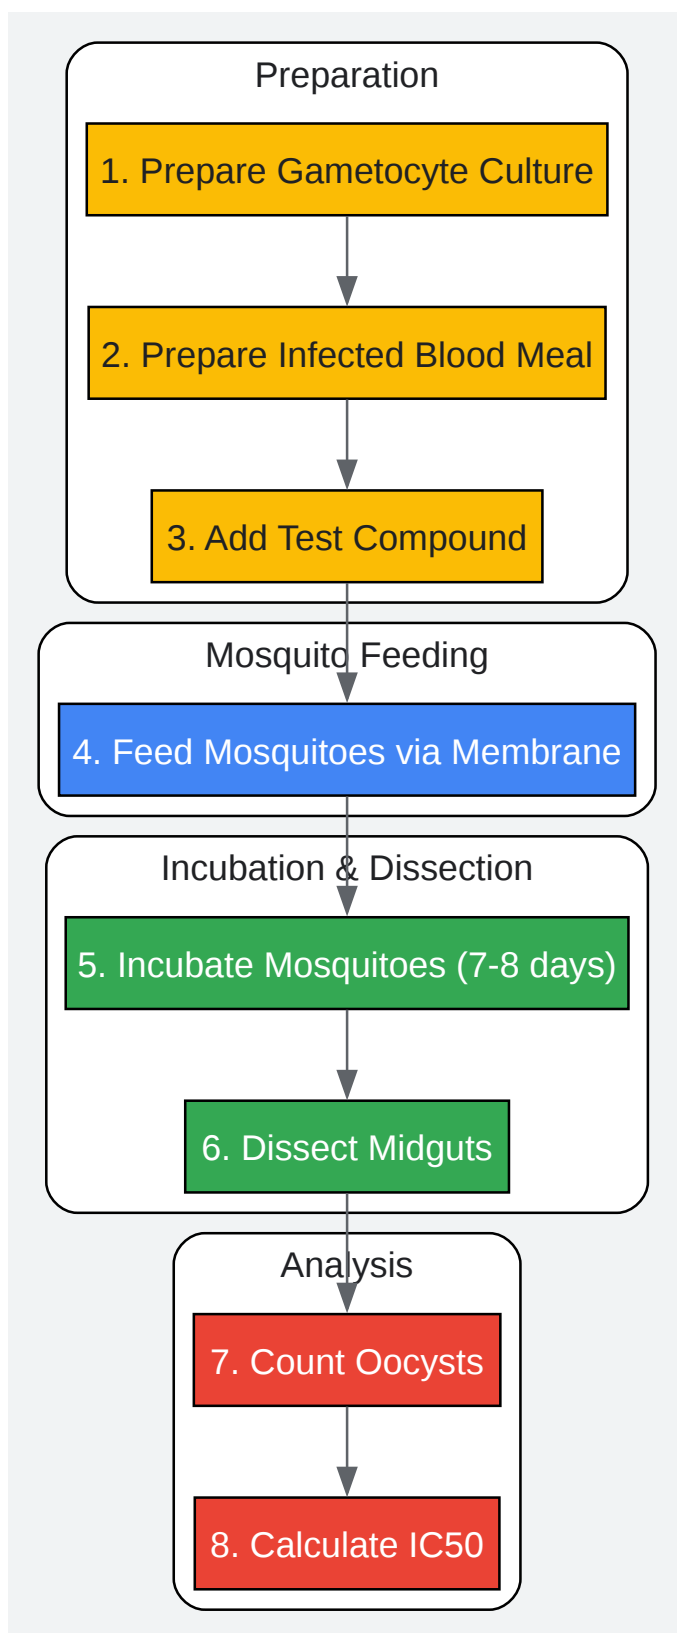 Preparation
1. Prepare Gametocyte Culture
2. Prepare Infected Blood Meal
3. Add Test Compound
Mosquito Feeding
4. Feed Mosquitoes via Membrane
Incubation & Dissection
5. Incubate Mosquitoes (7-8 days)
6. Dissect Midguts
Analysis
7. Count Oocysts
8. Calculate IC50